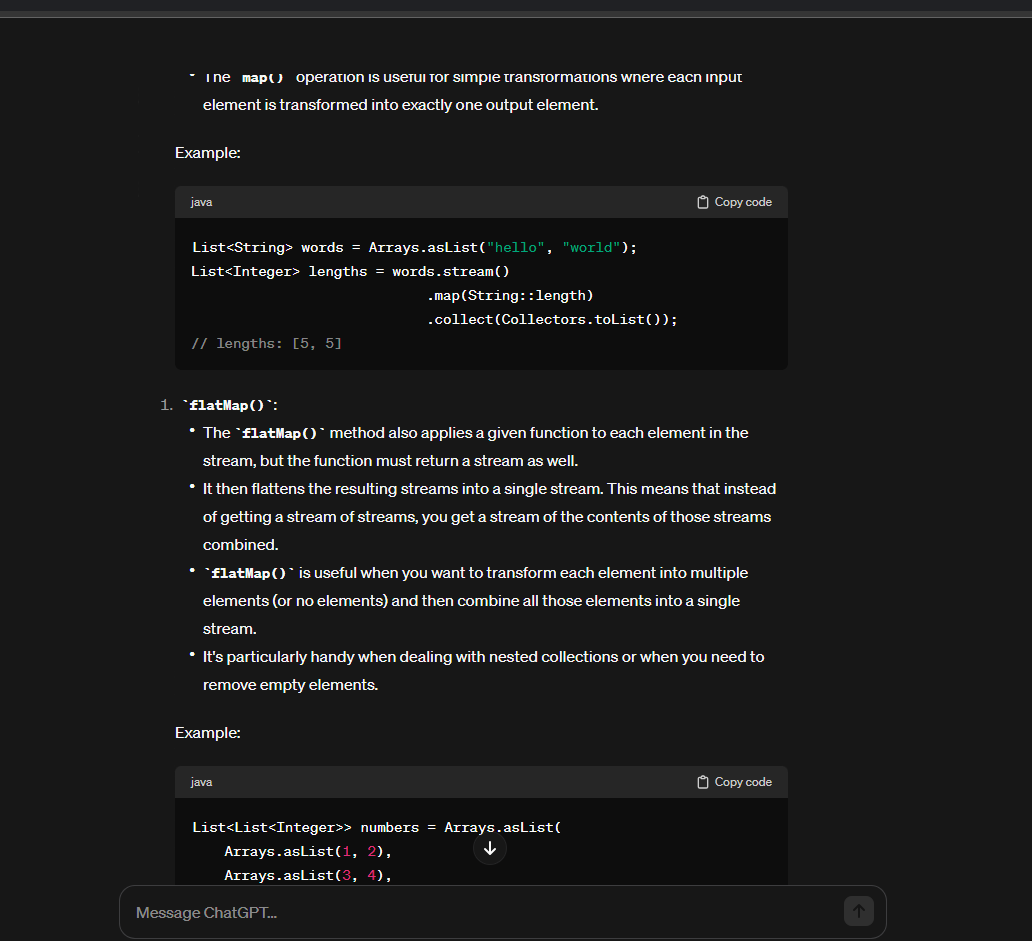 • The map() operation is useful for simple transformations where each input
element is transformed into exactly one output element.
Example:
java Copy code
List<String> words = Arrays.asList("hello", "world");
List<Integer> lengths = words.stream()
.map(String::length)
.collect(Collectors.toList());
// lengths: [5, 5]
1. `flatMap()`:
• The `flatMap()` method also applies a given function to each element in the
stream, but the function must return a stream as well.
• It then flattens the resulting streams into a single stream. This means that instead
of getting a stream of streams, you get a stream of the contents of those streams
combined.
• `flatMap()` is useful when you want to transform each element into multiple
elements (or no elements) and then combine all those elements into a single
stream.
• It's particularly handy when dealing with nested collections or when you need to
remove empty elements.
Example:
java Copy code
List<List<Integer>> numbers = Arrays.asList(
Arrays.asList(1, 2),
Arrays.asList(3, 4),
Message ChatGPT...